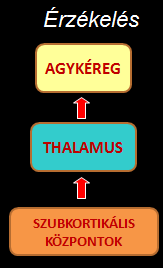 Érzékelés
AGYKÉREG
THALAMUS
SZUBKORTIKÁLIS
KÖZPONTOK